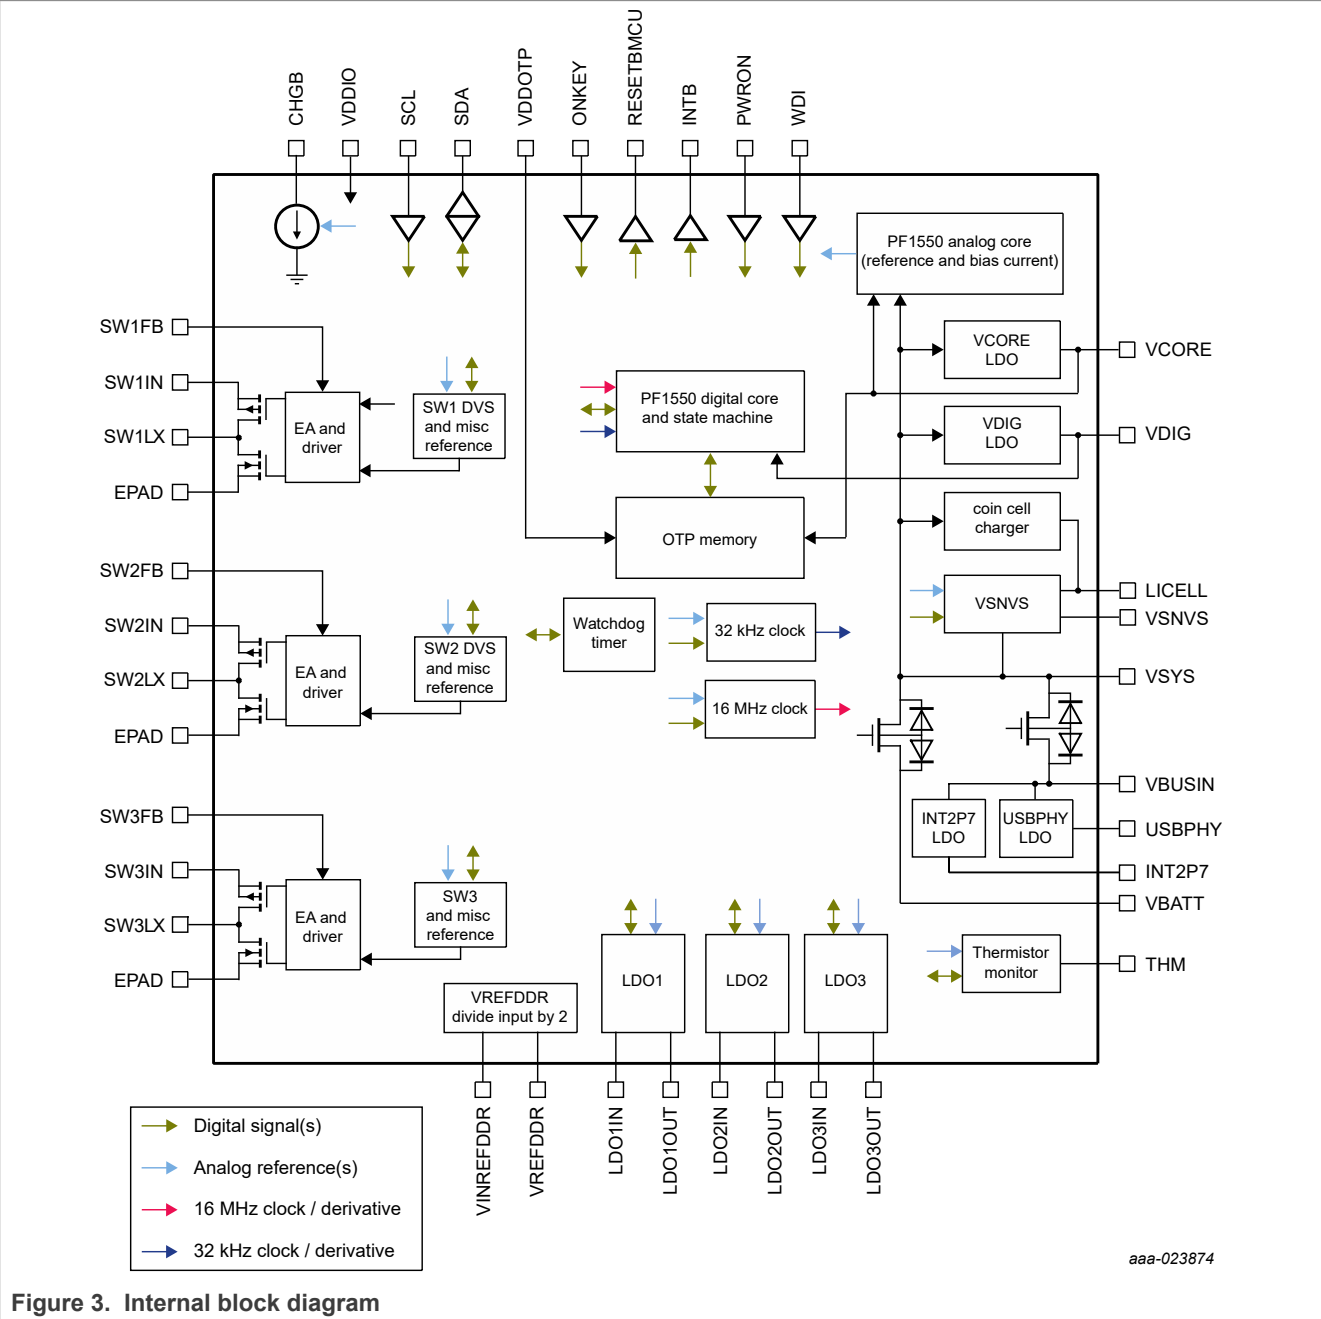 CHGB
VDDIO
SCL
SDA
VDDOTP
ONKEY
RESETBMCU
INTB
PWRON
WDI
PF1550 analog core
(reference and bias current)
SW1FB
SW1IN
SW1LX
EPAD
EA and
driver
SW1 DVS
and misc
reference
PF1550 digital core
and state machine
OTP memory
VCORE
LDO
VCORE
VDIG
LDO
VDIG
coin cell
charger
VSNVS
LICELL
VSNVS
VSYS
SW2FB
SW2IN
SW2LX
EPAD
EA and
driver
SW2 DVS
and misc
reference
Watchdog
timer
32 kHz clock
16 MHz clock
VBUSIN
INT2P7
LDO
USBPHY
LDO
USBPHY
INT2P7
VBATT
SW3FB
SW3IN
SW3LX
EPAD
EA and
driver
SW3
and misc
reference
VREFDDR
divide input by 2
LDO1
LDO2
LDO3
Thermistor
monitor
THM
VINREFDDR
VREFDDR
LDO1IN
LDO1OUT
LDO2IN
LDO2OUT
LDO3IN
LDO3OUT
Digital signal(s)
Analog reference(s)
16 MHz clock / derivative
32 kHz clock / derivative
aaa-023874
Figure 3. Internal block diagram